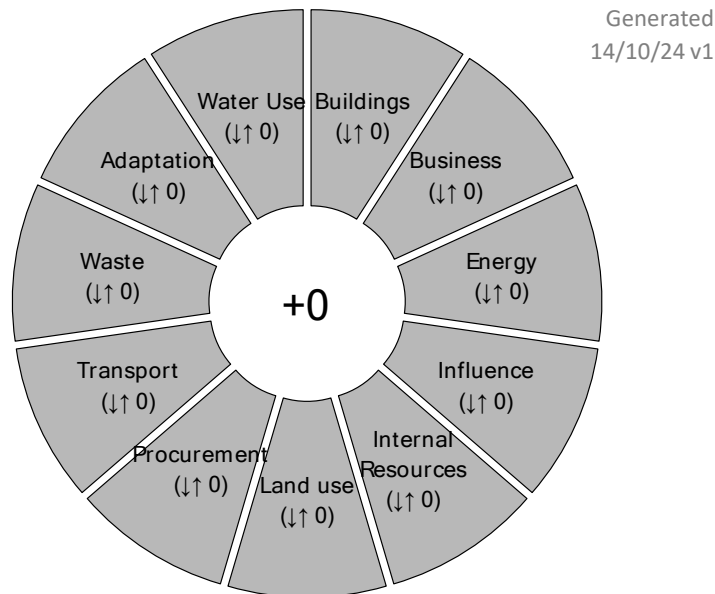 Generated
14/10/24 v1
Buildings
(↓↑ 0)
Business
(↓↑ 0)
Energy
(↓↑ 0)
Influence
(↓↑ 0)
Internal
Resources
(↓↑ 0)
Land use
(↓↑ 0)
Procurement
(↓↑ 0)
Transport
(↓↑ 0)
Waste
(↓↑ 0)
Adaptation
(↓↑ 0)
Water Use
(↓↑ 0)
+0